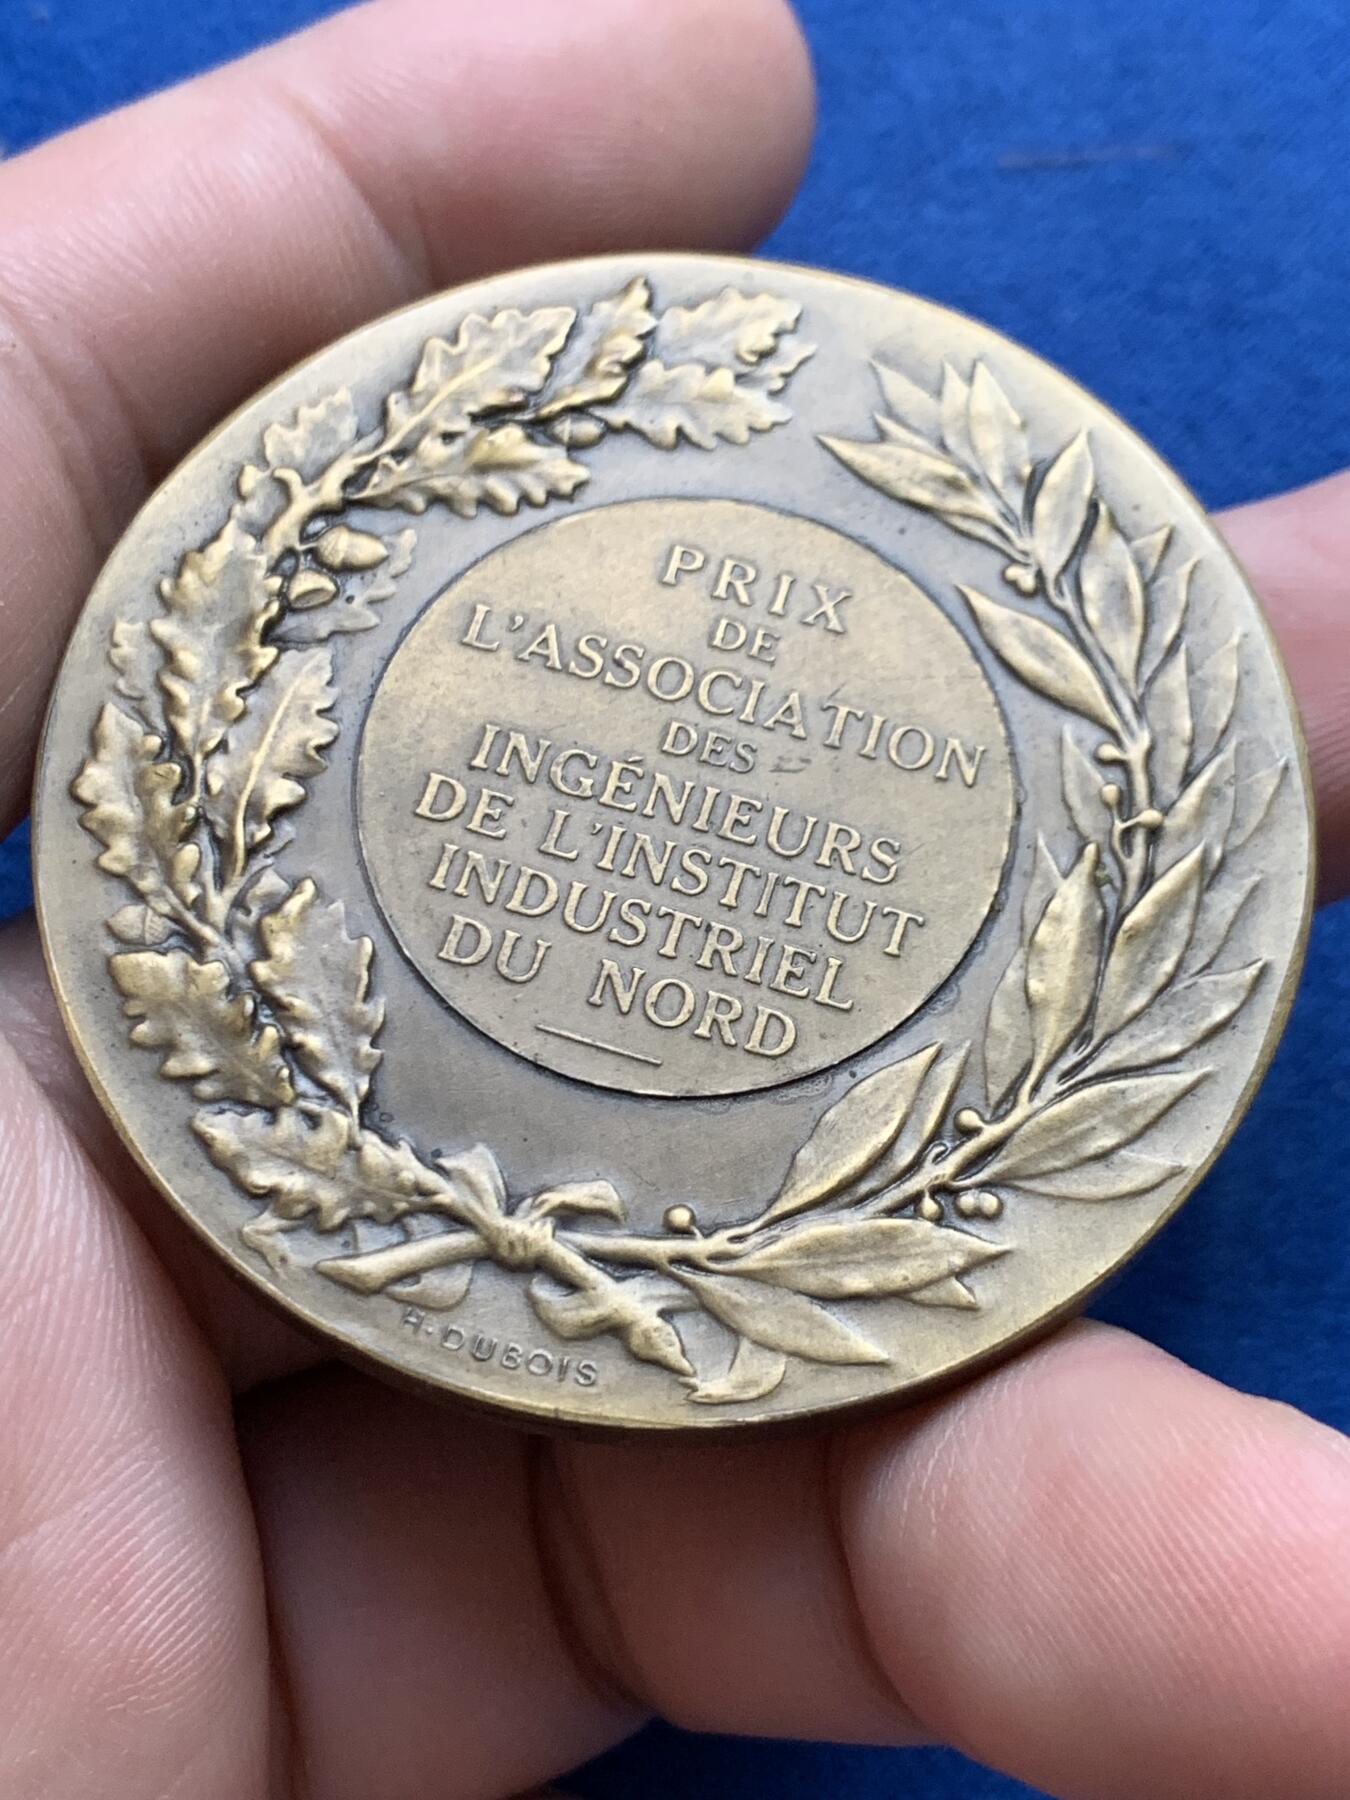 PRIX
DE
L'ASSOCIATION
DES
INGÉNIEURS
DE L'INSTITUT
INDUSTRIEL
DU NORD
H. DUBOIS